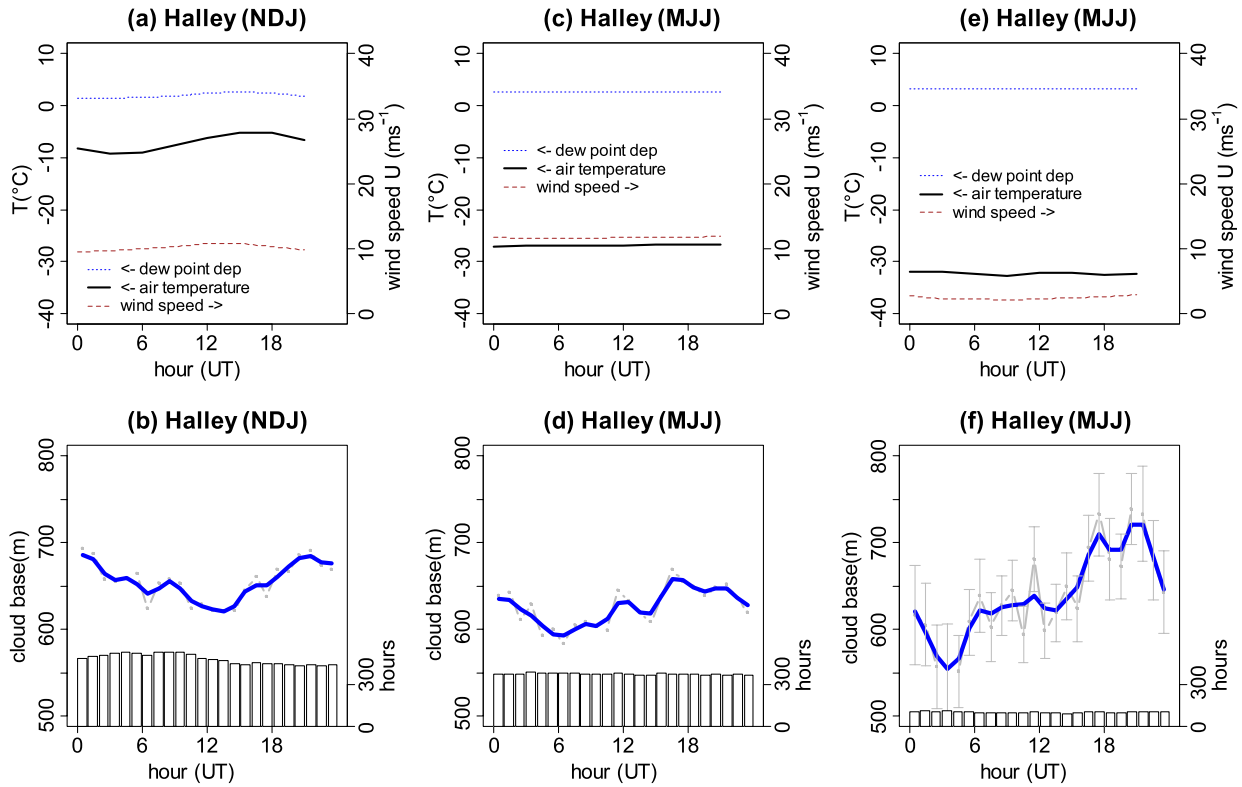 (a) Halley (NDJ)
10
0
-10
-20
-30
-40
T(°C)
40
30
20
10
0
wind speed U (ms⁻¹)
<- dew point dep
<- air temperature
wind speed ->
0 6 12 18
hour (UT)
(c) Halley (MJJ)
10
0
-10
-20
-30
-40
T(°C)
40
30
20
10
0
wind speed U (ms⁻¹)
<- dew point dep
<- air temperature
wind speed ->
0 6 12 18
hour (UT)
(e) Halley (MJJ)
10
0
-10
-20
-30
-40
T(°C)
40
30
20
10
0
wind speed U (ms⁻¹)
<- dew point dep
<- air temperature
wind speed ->
0 6 12 18
hour (UT)
(b) Halley (NDJ)
800
700
600
500
cloud base(m)
300
0
hours
0 6 12 18
hour (UT)
(d) Halley (MJJ)
800
700
600
500
cloud base(m)
300
0
hours
0 6 12 18
hour (UT)
(f) Halley (MJJ)
800
700
600
500
cloud base(m)
300
0
hours
0 6 12 18
hour (UT)